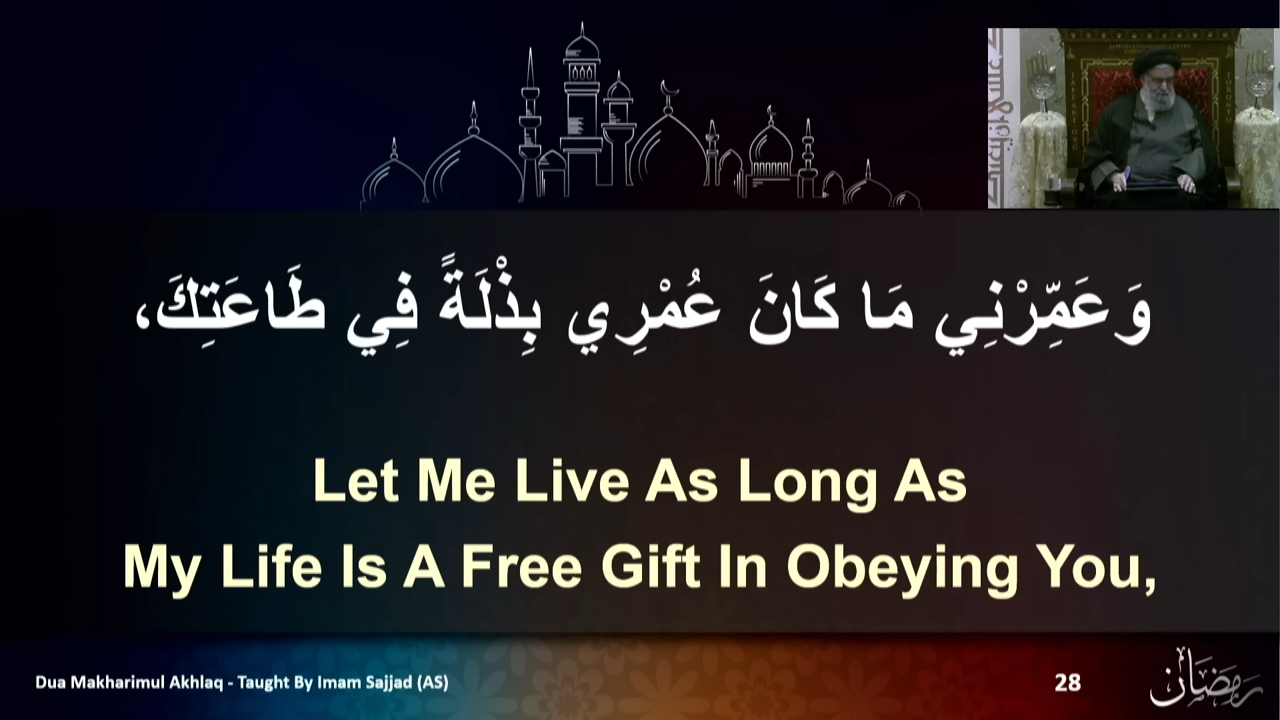 وَعَمِّرْنِي مَا كَانَ عُمْرِي بِذْلَةً فِي طَاعَتِكَ،
Let Me Live As Long As
My Life Is A Free Gift In Obeying You,
Dua Makharimul Akhlaq - Taught By Imam Sajjad (AS)
28
رمضان